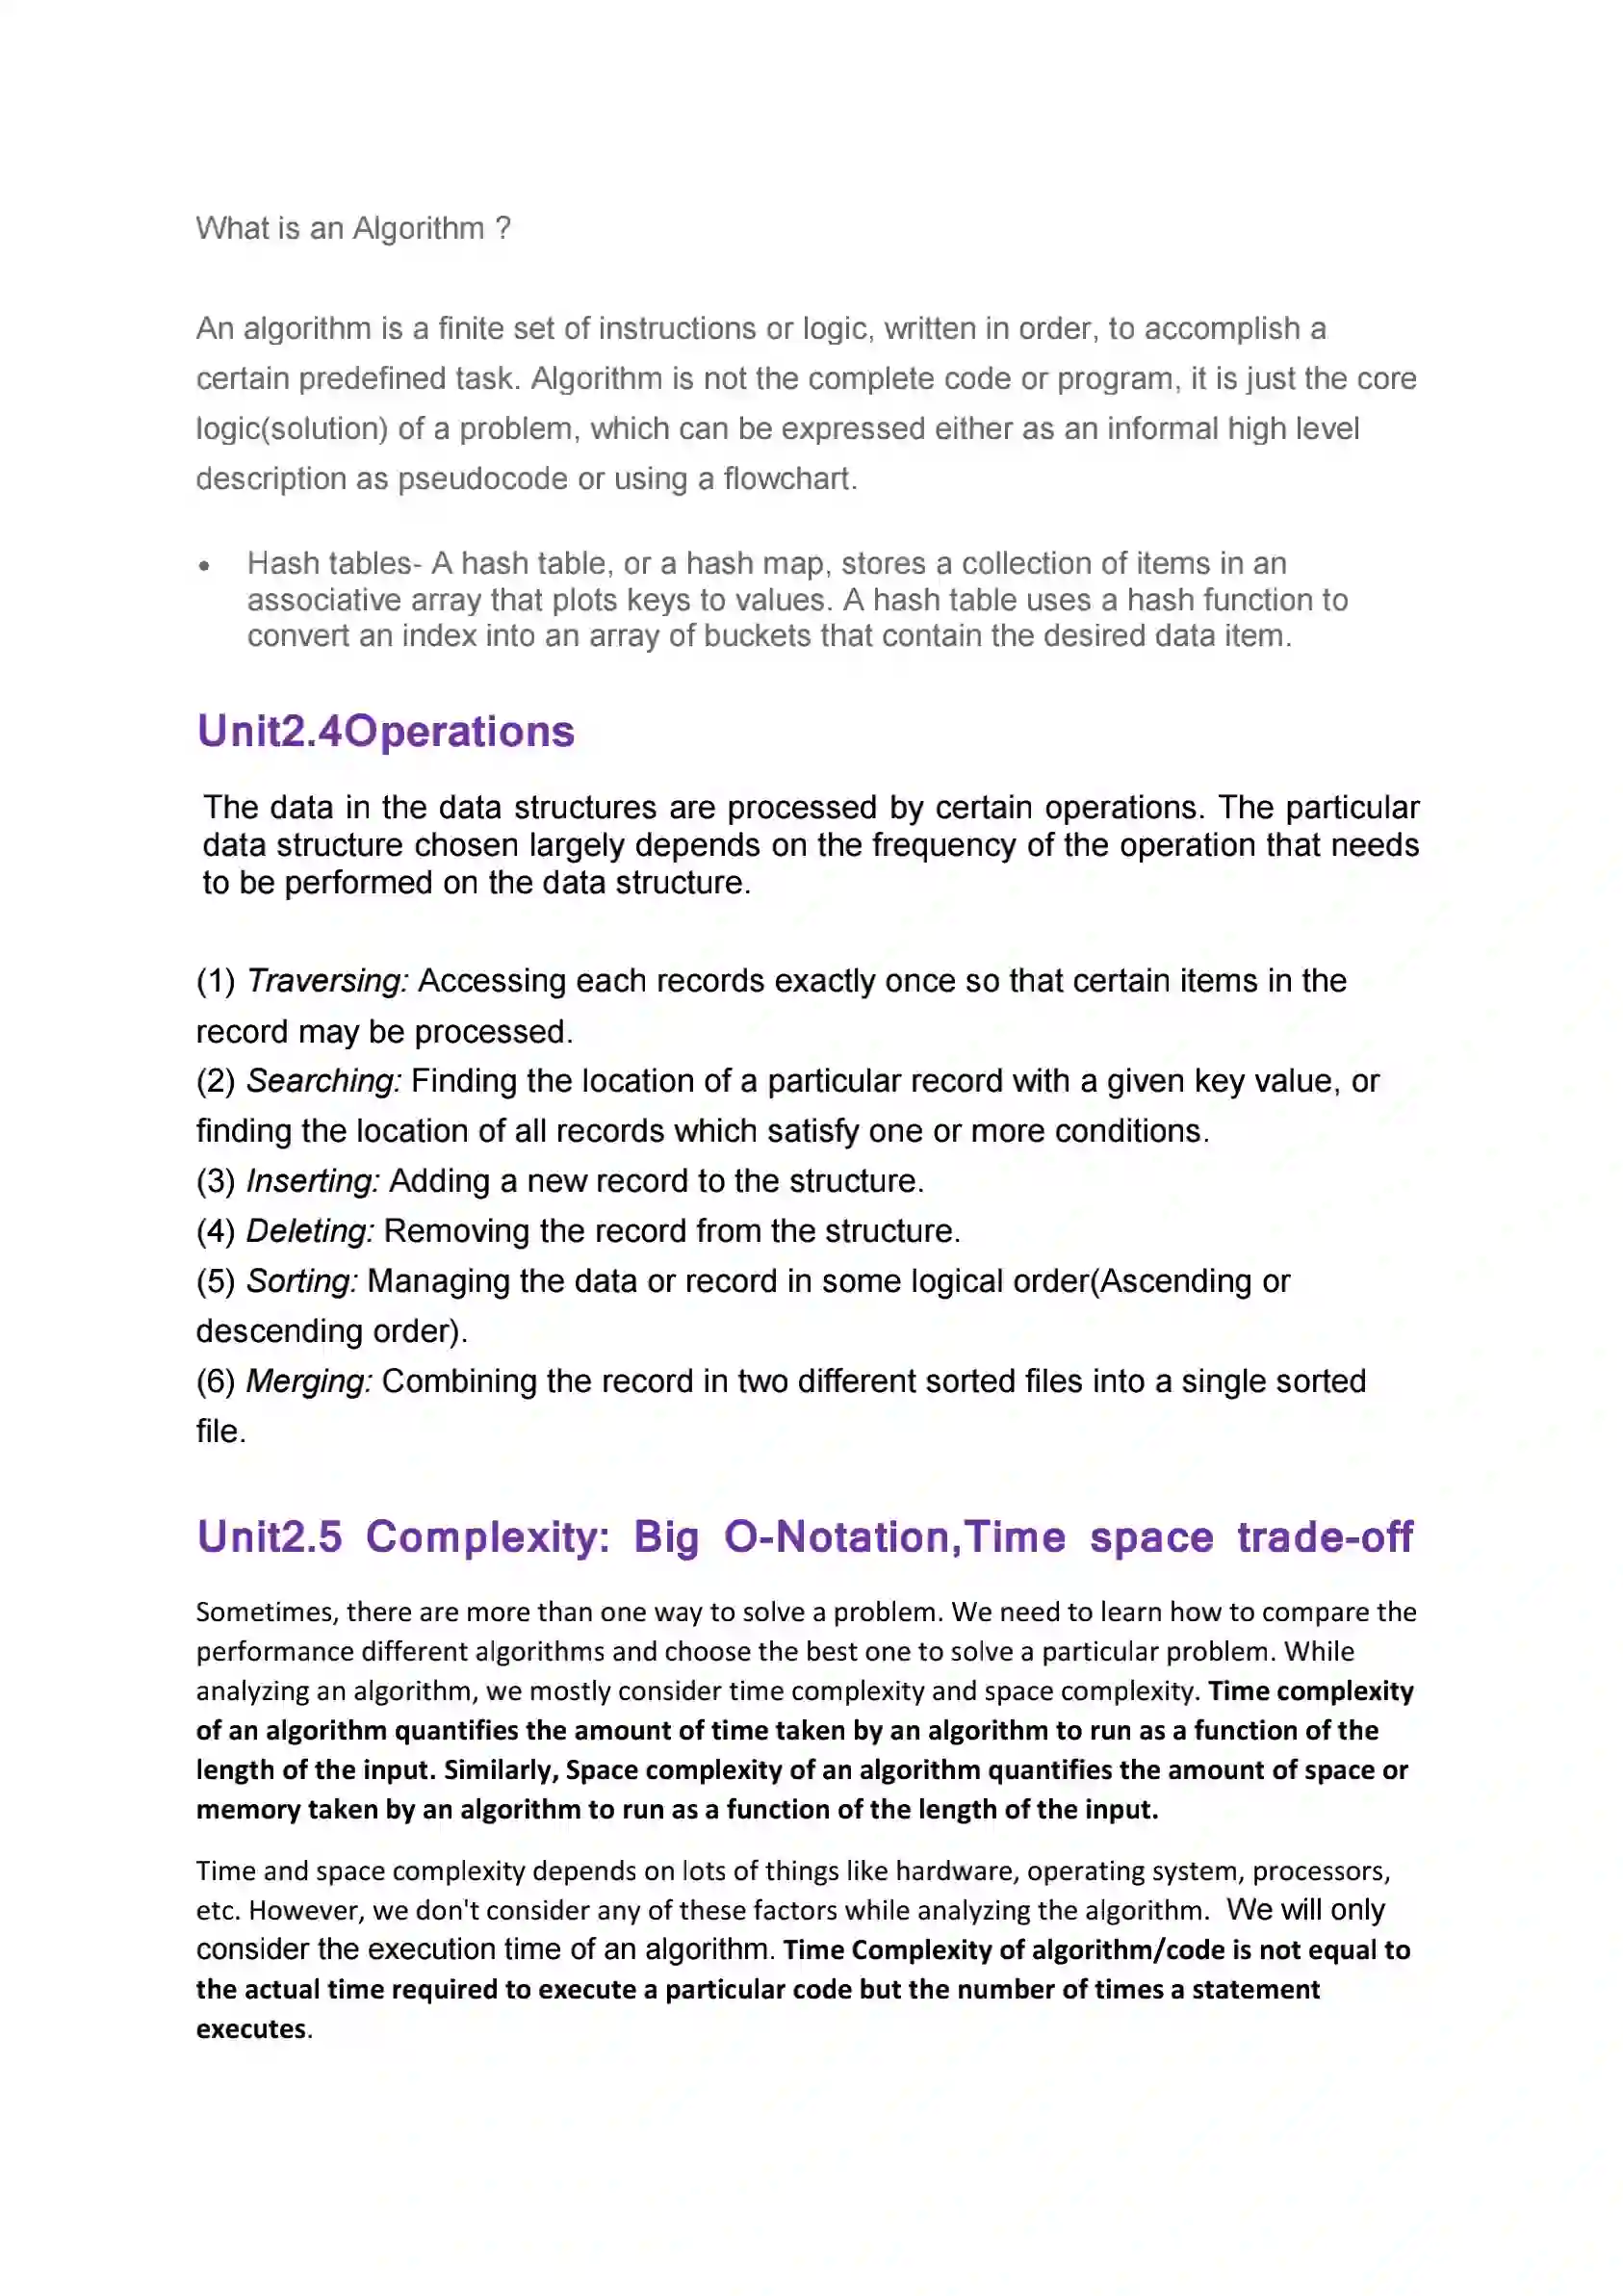 What is an Algorithm ?
An algorithm is a finite set of instructions or logic, written in order, to accomplish a
certain predefined task. Algorithm is not the complete code or program, it is just the core
logic(solution) of a problem, which can be expressed either as an informal high level
description as pseudocode or using a flowchart.
• Hash tables- A hash table, or a hash map, stores a collection of items in an
associative array that plots keys to values. A hash table uses a hash function to
convert an index into an array of buckets that contain the desired data item.
Unit2.4Operations
The data in the data structures are processed by certain operations. The particular
data structure chosen largely depends on the frequency of the operation that needs
to be performed on the data structure.
(1) Traversing: Accessing each records exactly once so that certain items in the
record may be processed.
(2) Searching: Finding the location of a particular record with a given key value, or
finding the location of all records which satisfy one or more conditions.
(3) Inserting: Adding a new record to the structure.
(4) Deleting: Removing the record from the structure.
(5) Sorting: Managing the data or record in some logical order(Ascending or
descending order).
(6) Merging: Combining the record in two different sorted files into a single sorted
file.
Unit2.5 Complexity: Big O-Notation,Time space trade-off
Sometimes, there are more than one way to solve a problem. We need to learn how to compare the
performance different algorithms and choose the best one to solve a particular problem. While
analyzing an algorithm, we mostly consider time complexity and space complexity. Time complexity
of an algorithm quantifies the amount of time taken by an algorithm to run as a function of the
length of the input. Similarly, Space complexity of an algorithm quantifies the amount of space or
memory taken by an algorithm to run as a function of the length of the input.
Time and space complexity depends on lots of things like hardware, operating system, processors,
etc. However, we don't consider any of these factors while analyzing the algorithm. We will only
consider the execution time of an algorithm. Time Complexity of algorithm/code is not equal to
the actual time required to execute a particular code but the number of times a statement
executes.